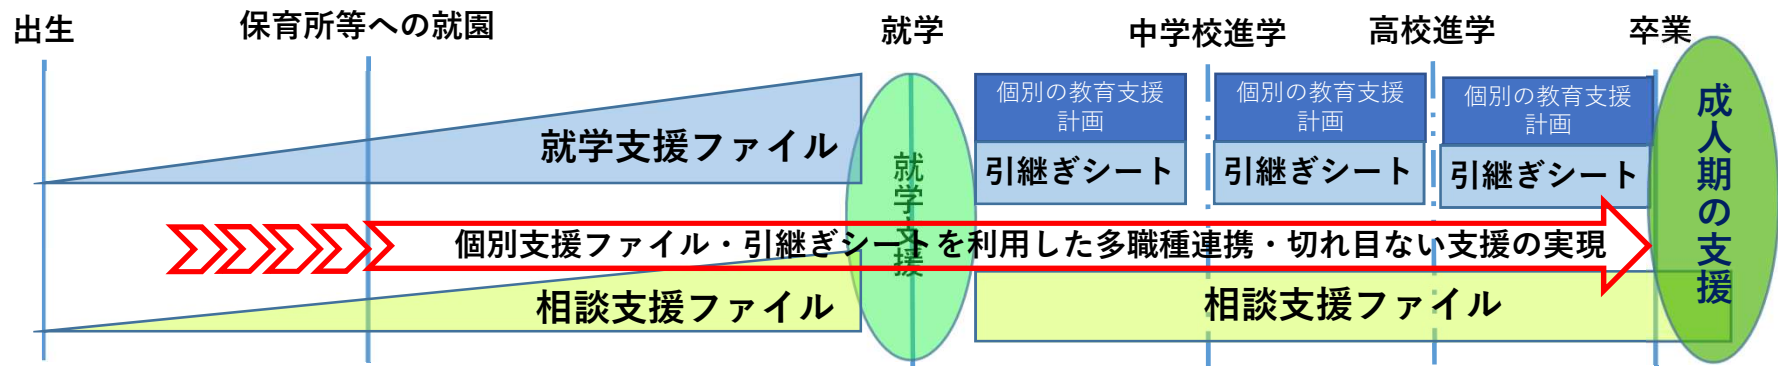 出生
保育所等への就園
就学
中学校進学
高校進学
卒業
個別の教育支援
計画
個別の教育支援
計画
個別の教育支援
計画
就学支援ファイル
引継ぎシート
引継ぎシート
引継ぎシート
就学支援
成人期の支援
個別支援ファイル・引継ぎシートを利用した多職種連携・切れ目ない支援の実現
相談支援ファイル
相談支援ファイル